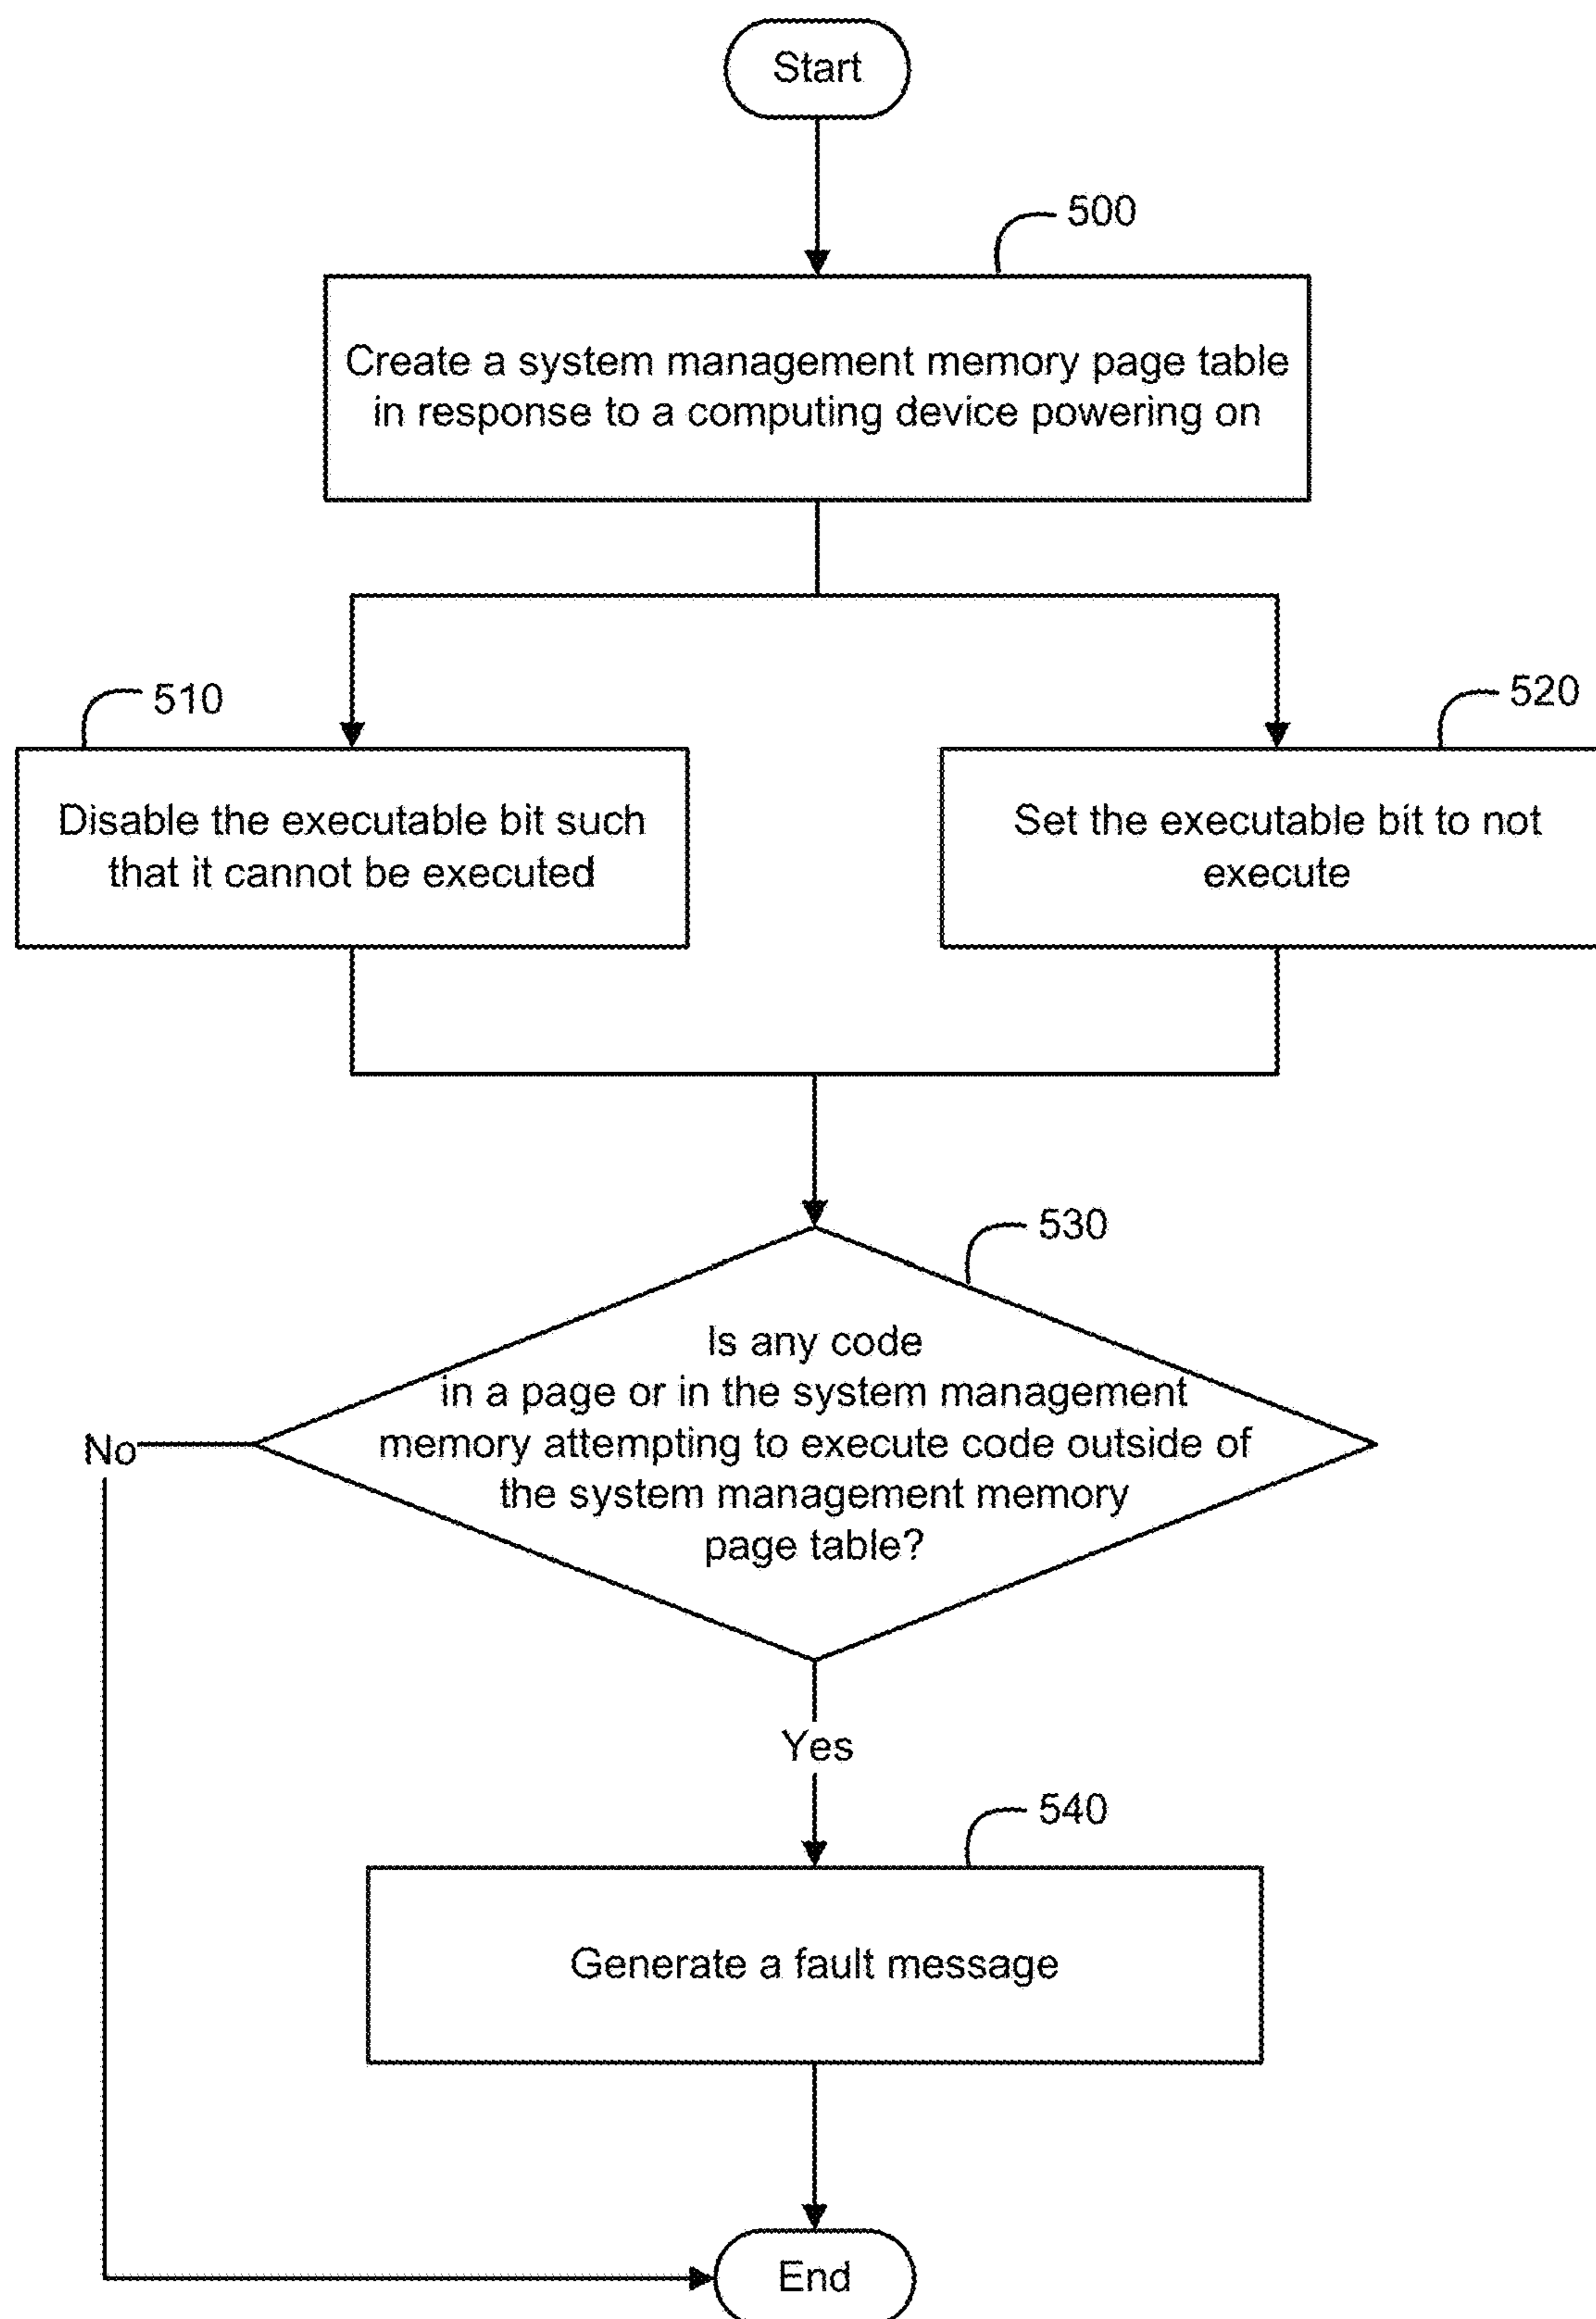 Start
500
Create a system management memory page table
in response to a computing device powering on
510
520
Disable the executable bit such
that it cannot be executed
Set the executable bit to not
execute
530
Is any code
in a page or in the system management
memory attempting to execute code outside of
the system management memory
page table?
No
Yes
540
Generate a fault message
End